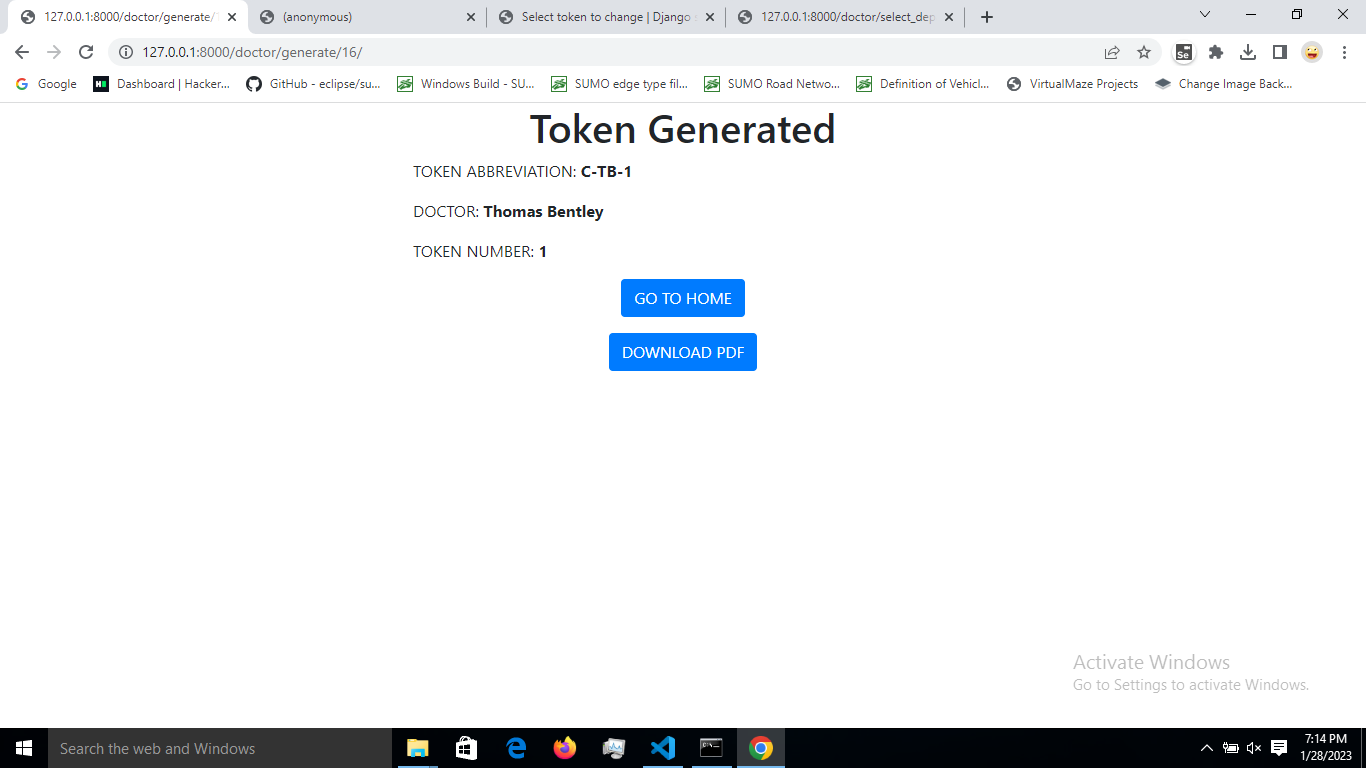 127.0.0.1:8000/doctor/generate/1
(anonymous)
Select token to change | Django s
127.0.0.1:8000/doctor/select_dep
127.0.0.1:8000/doctor/generate/16/
Se
Google
Dashboard | Hacker...
GitHub - eclipse/su...
Windows Build - SU...
SUMO edge type fil...
SUMO Road Netwo...
Definition of Vehicl...
VirtualMaze Projects
Change Image Back...
Token Generated
TOKEN ABBREVIATION: C-TB-1
DOCTOR: Thomas Bentley
TOKEN NUMBER: 1
GO TO HOME
DOWNLOAD PDF
Activate Windows
Go to Settings to activate Windows.
Search the web and Windows
7:14 PM
1/28/2023